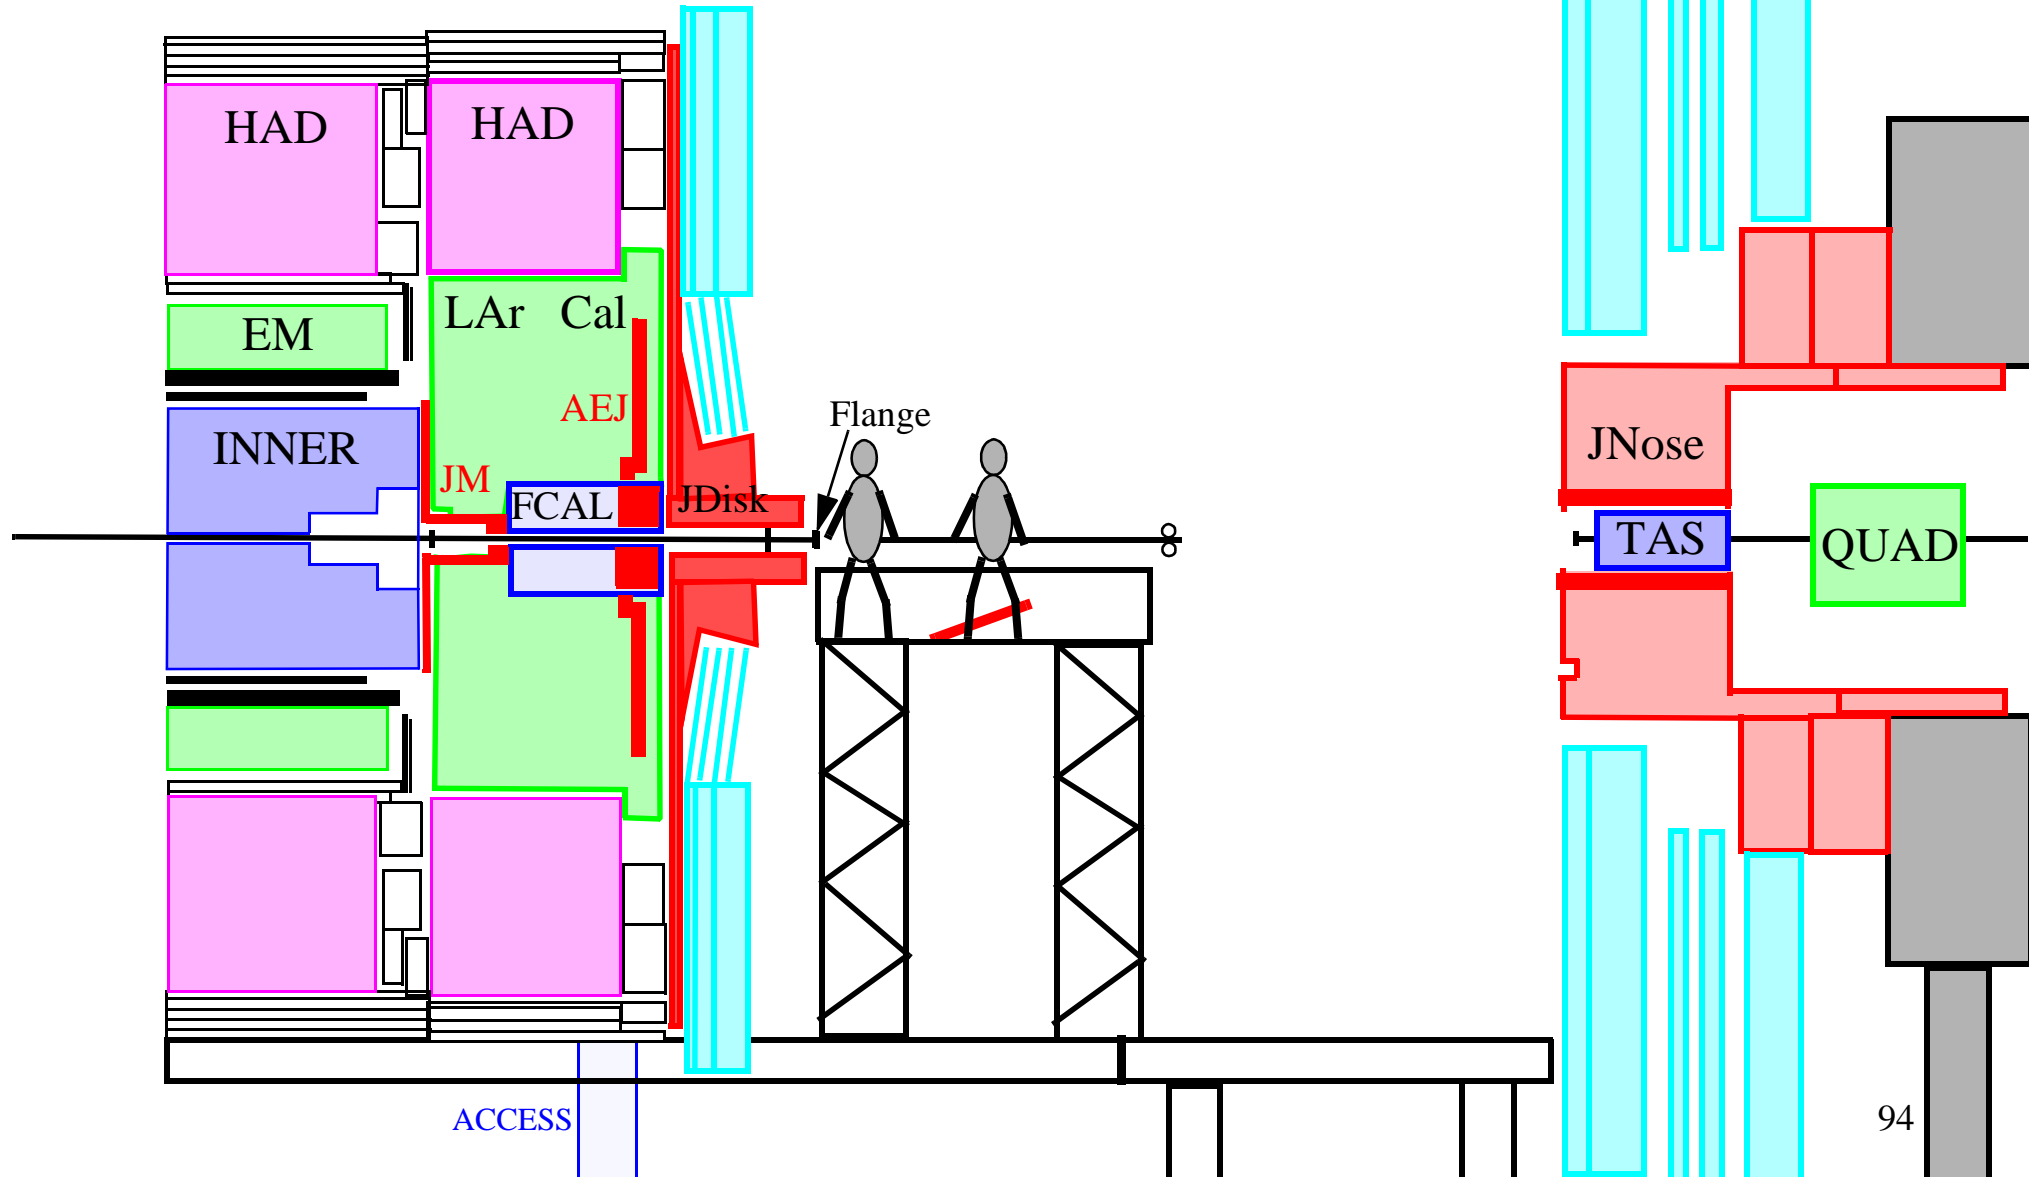 HAD HAD
LAr Cal
EM
AEJ
Flange
INNER
JNose
JM
FCAL
JDisk
TAS
QUAD
ACCESS
94